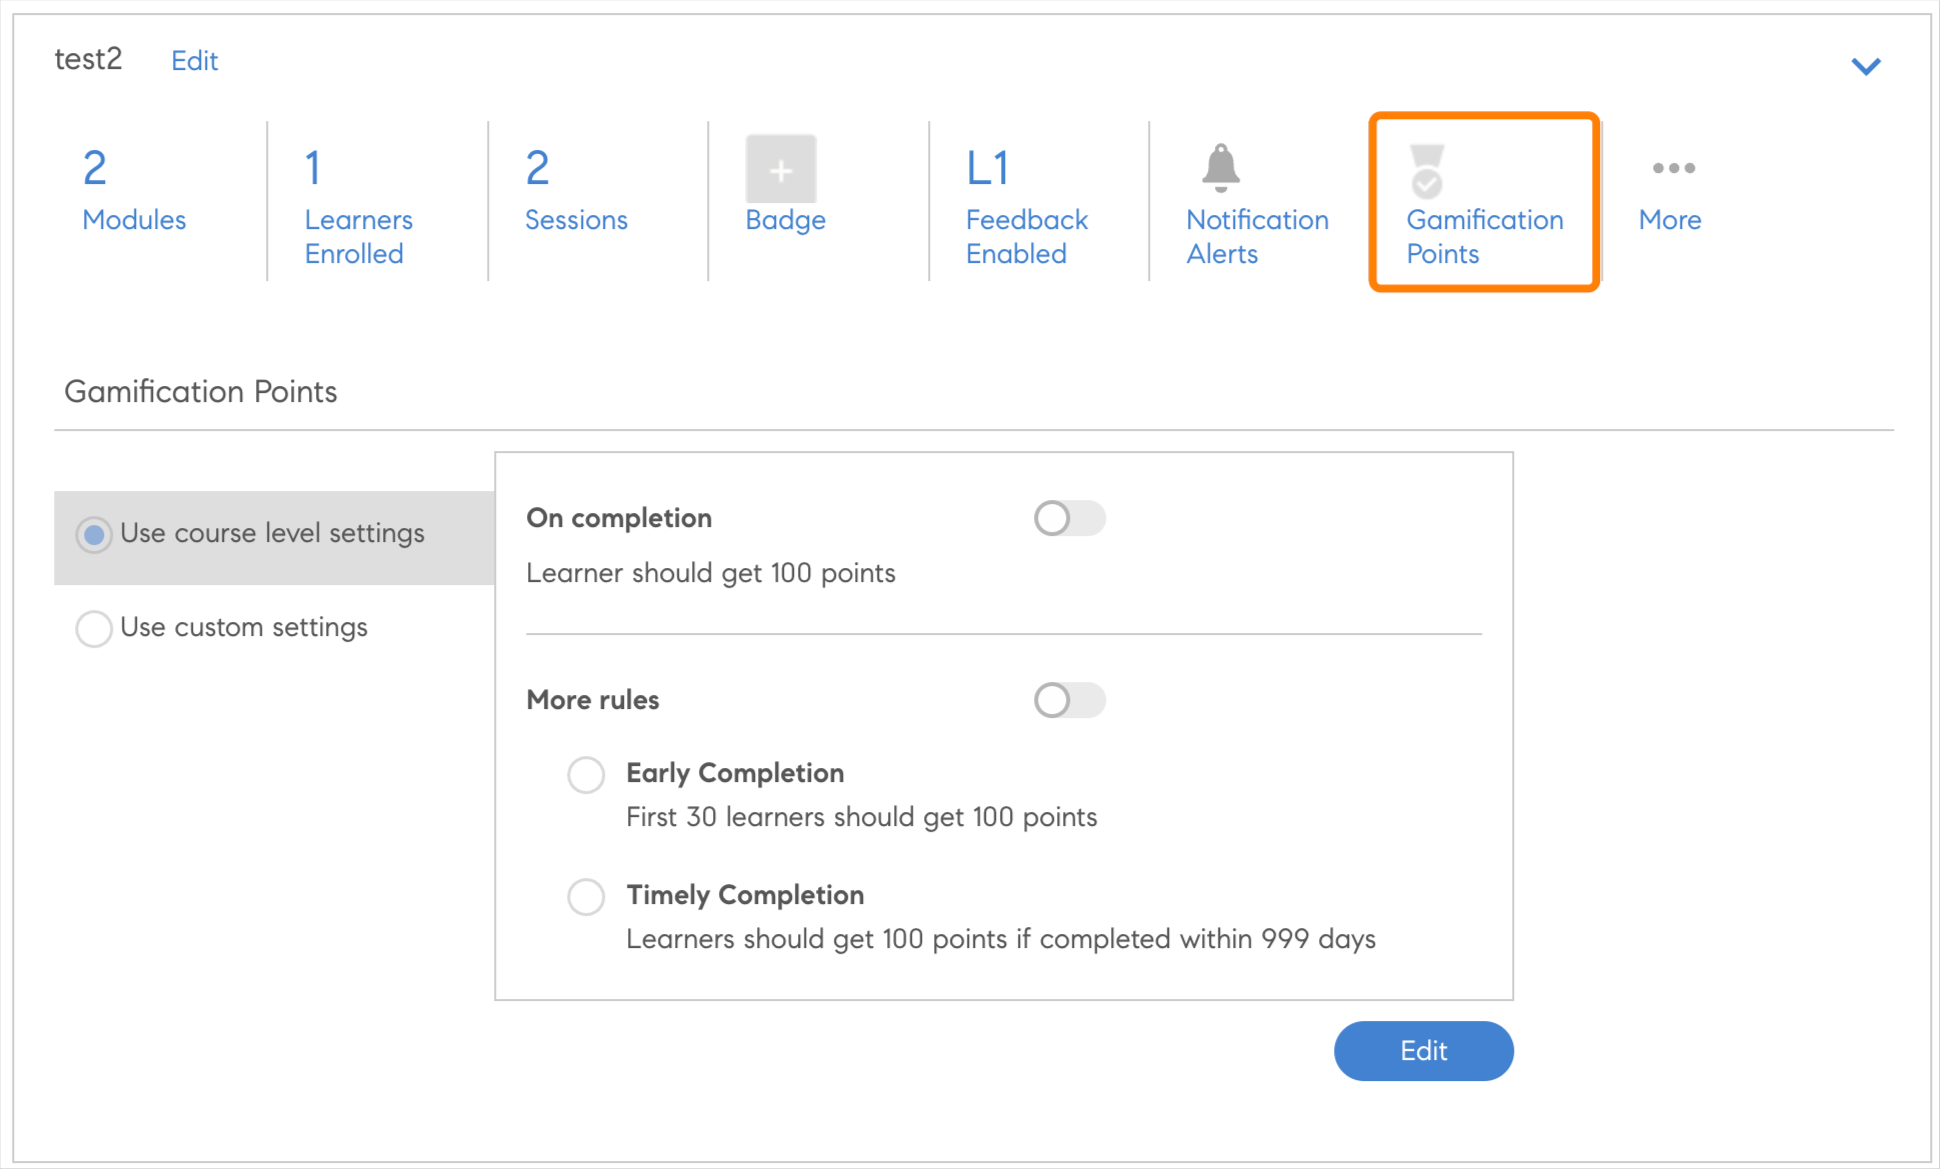 test2 Edit
2
Modules
1
Learners
Enrolled
2
Sessions
Badge
L1
Feedback
Enabled
Notification
Alerts
Gamification
Points
More
Gamification Points
Use course level settings
Use custom settings
On completion
Learner should get 100 points
More rules
Early Completion
First 30 learners should get 100 points
Timely Completion
Learners should get 100 points if completed within 999 days
Edit